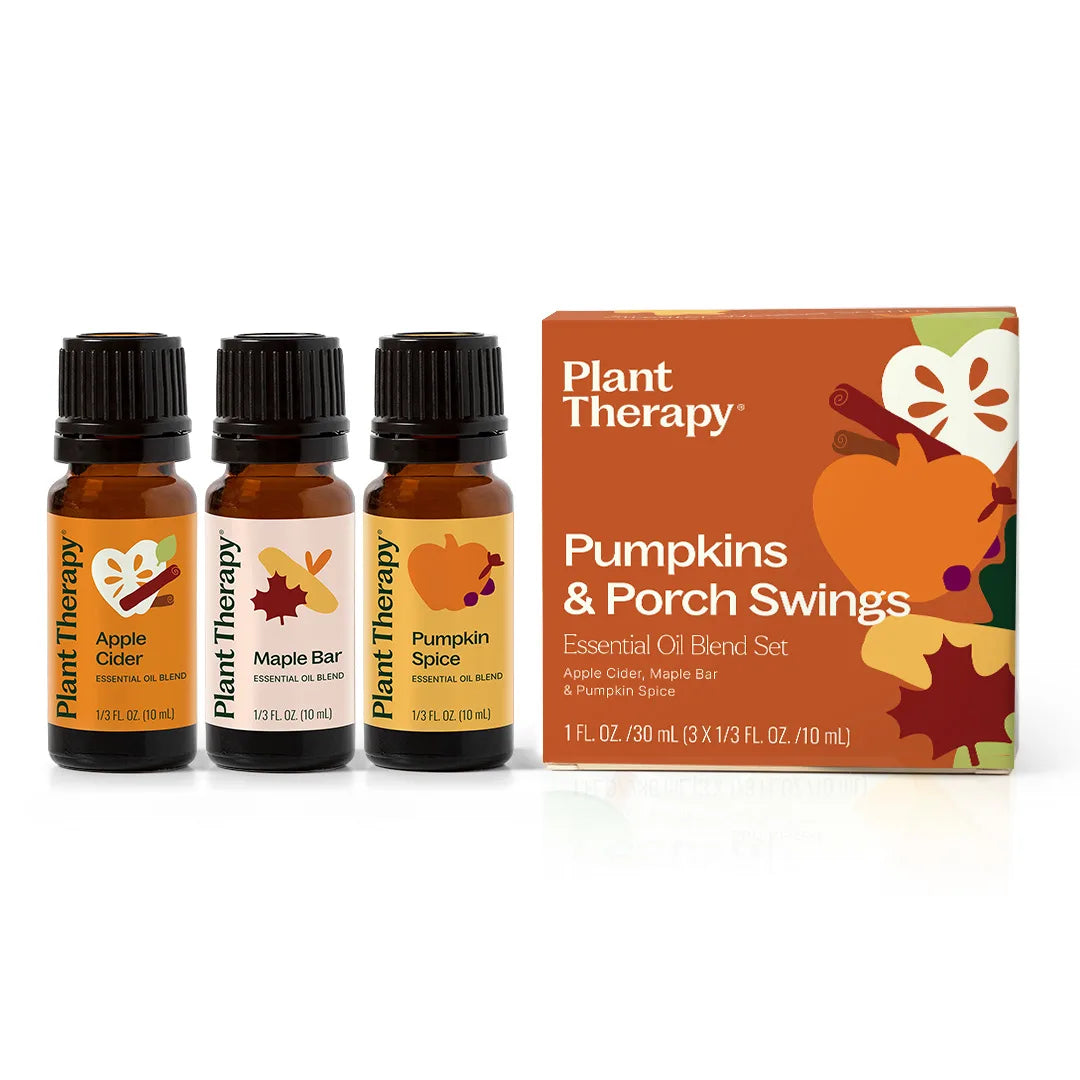 Plant Therapy®
Apple
Cider
ESSENTIAL OIL BLEND
1/3 FL. OZ. (10 mL)
Plant Therapy®
Maple Bar
ESSENTIAL OIL BLEND
1/3 FL. OZ. (10 mL)
Plant Therapy®
Pumpkin
Spice
ESSENTIAL OIL BLEND
1/3 FL. OZ. (10 mL)
Plant
Therapy®
Pumpkins
& Porch Swings
Essential Oil Blend Set
Apple Cider, Maple Bar
& Pumpkin Spice
1 FL. OZ. /30 mL (3 X 1/3 FL. OZ. /10 mL)